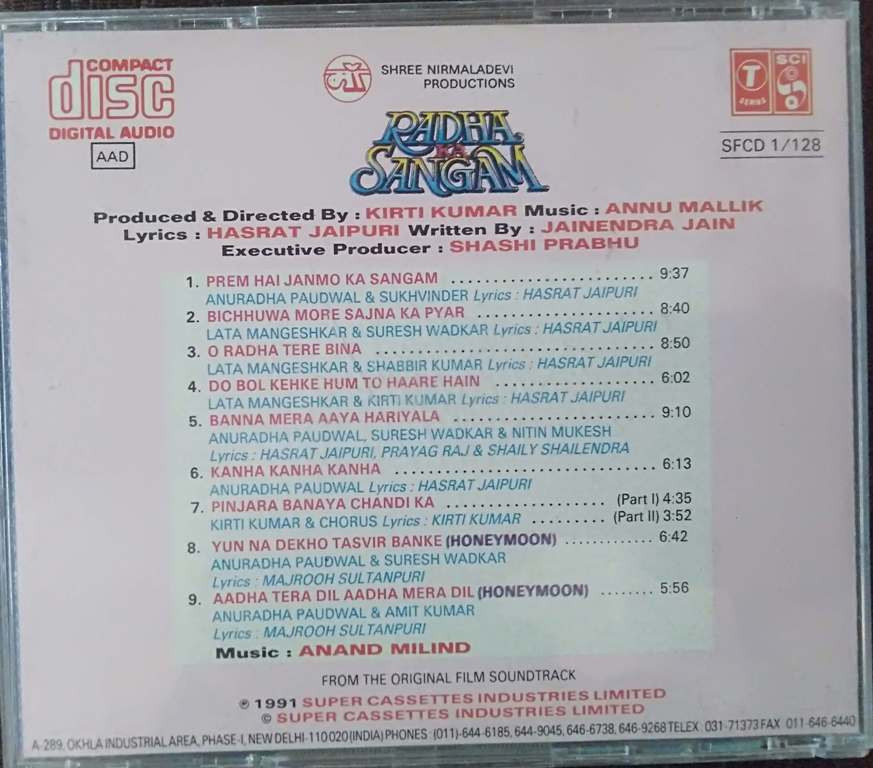 COMPACT
disc
DIGITAL AUDIO
AAD
SHREE NIRMALADEVI
PRODUCTIONS
T
SERIES
SCI
SFCD 1/128
RADHA
KA
SANGAM
Produced & Directed By : KIRTI KUMAR Music : ANNU MALLIK
Lyrics : HASRAT JAIPURI Written By : JAINENDRA JAIN
Executive Producer : SHASHI PRABHU
1. PREM HAI JANMO KA SANGAM ........................ 9:37
ANURADHA PAUDWAL & SUKHVINDER Lyrics : HASRAT JAIPURI
2. BICHHUWA MORE SAJNA KA PYAR ..................... 8:40
LATA MANGESHKAR & SURESH WADKAR Lyrics : HASRAT JAIPURI
3. O RADHA TERE BINA ................................ 8:50
LATA MANGESHKAR & SHABBIR KUMAR Lyrics : HASRAT JAIPURI
4. DO BOL KEHKE HUM TO HAARE HAIN .................. 6:02
LATA MANGESHKAR & KIRTI KUMAR Lyrics : HASRAT JAIPURI
5. BANNA MERA AAYA HARIYALA ........................ 9:10
ANURADHA PAUDWAL, SURESH WADKAR & NITIN MUKESH
Lyrics : HASRAT JAIPURI, PRAYAG RAJ & SHAILY SHAILENDRA
6. KANHA KANHA KANHA ............................... 6:13
ANURADHA PAUDWAL Lyrics : HASRAT JAIPURI
7. PINJARA BANAYA CHANDI KA .................... (Part I) 4:35
KIRTI KUMAR & CHORUS Lyrics : KIRTI KUMAR ......... (Part II) 3:52
8. YUN NA DEKHO TASVIR BANKE (HONEYMOON) ............ 6:42
ANURADHA PAUDWAL & SURESH WADKAR
Lyrics : MAJROOH SULTANPURI
9. AADHA TERA DIL AADHA MERA DIL (HONEYMOON) ........ 5:56
ANURADHA PAUDWAL & AMIT KUMAR
Lyrics : MAJROOH SULTANPURI
Music : ANAND MILIND
FROM THE ORIGINAL FILM SOUNDTRACK
℗ 1991 SUPER CASSETTES INDUSTRIES LIMITED
© SUPER CASSETTES INDUSTRIES LIMITED
A-289, OKHLA INDUSTRIAL AREA, PHASE-I, NEW DELHI-110 020 (INDIA) PHONES : (011)-644-6185, 644-9045, 646-6738, 646-9268 TELEX : 031-71373 FAX 011-646-6440